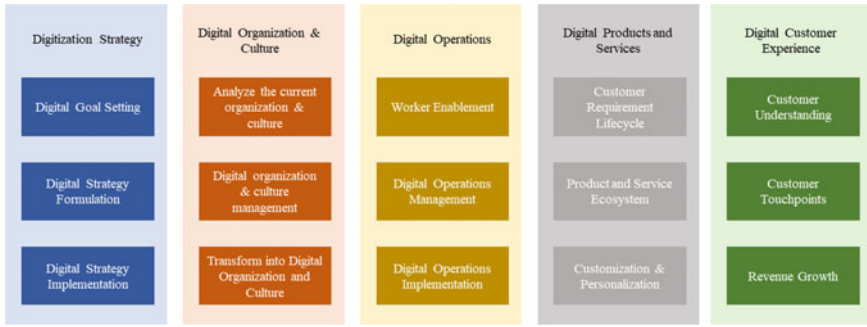 Digitization Strategy
Digital Goal Setting
Digital Strategy
Formulation
Digital Strategy
Implementation
Digital Organization &
Culture
Analyze the current
organization &
culture
Digital organization
& culture
management
Transform into Digital
Organization and
Culture
Digital Operations
Worker Enablement
Digital Operations
Management
Digital Operations
Implementation
Digital Products and
Services
Customer
Requirement
Lifecycle
Product and Service
Ecosystem
Customization &
Personalization
Digital Customer
Experience
Customer
Understanding
Customer
Touchpoints
Revenue Growth